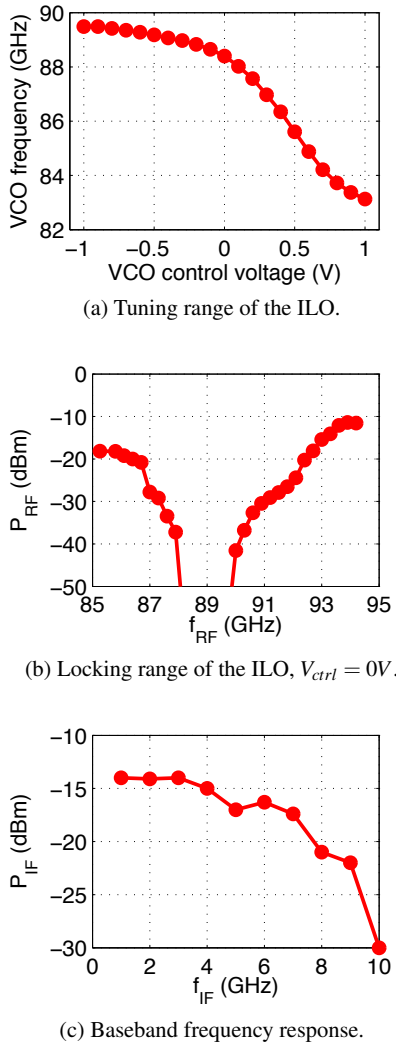 90
88
86
84
82
VCO frequency (GHz)
−1 −0.5 0 0.5 1
VCO control voltage (V)
(a) Tuning range of the ILO.
0
−10
−20
−30
−40
−50
P_RF (dBm)
85 87 89 91 93 95
f_RF (GHz)
(b) Locking range of the ILO, V_ctrl = 0V.
−10
−15
−20
−25
−30
P_IF (dBm)
0 2 4 6 8 10
f_IF (GHz)
(c) Baseband frequency response.